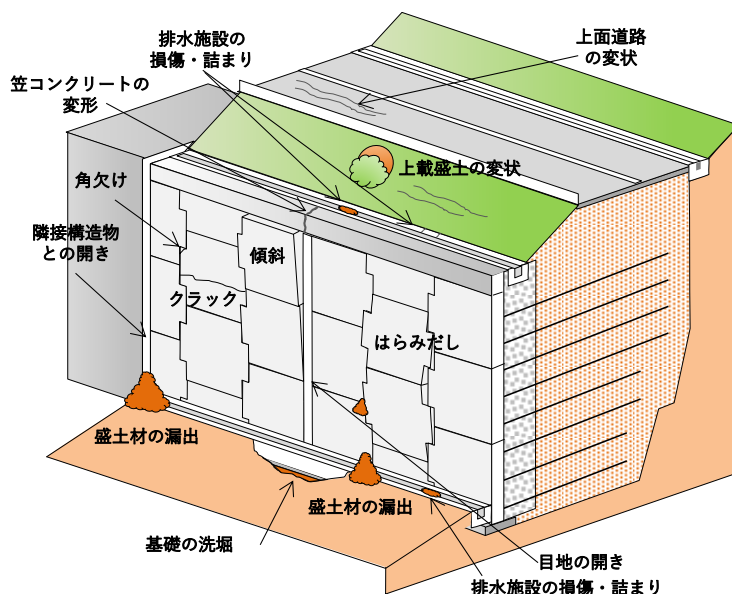 排水施設の
損傷・詰まり
上面道路
の変状
笠コンクリートの
変形
上載盛土の変状
角欠け
隣接構造物
との開き
傾斜
クラック
はらみだし
盛土材の漏出
盛土材の漏出
基礎の洗堀
目地の開き
排水施設の損傷・詰まり